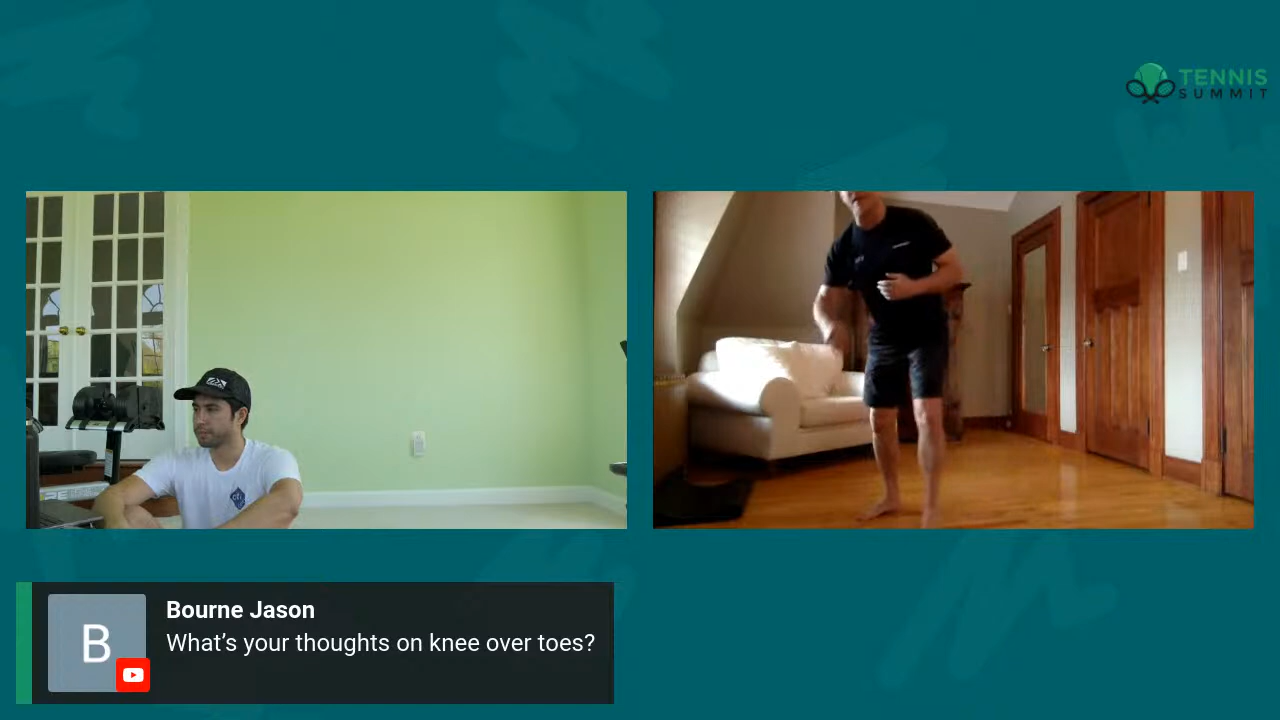 TENNIS
SUMMIT
B
Bourne Jason
What's your thoughts on knee over toes?